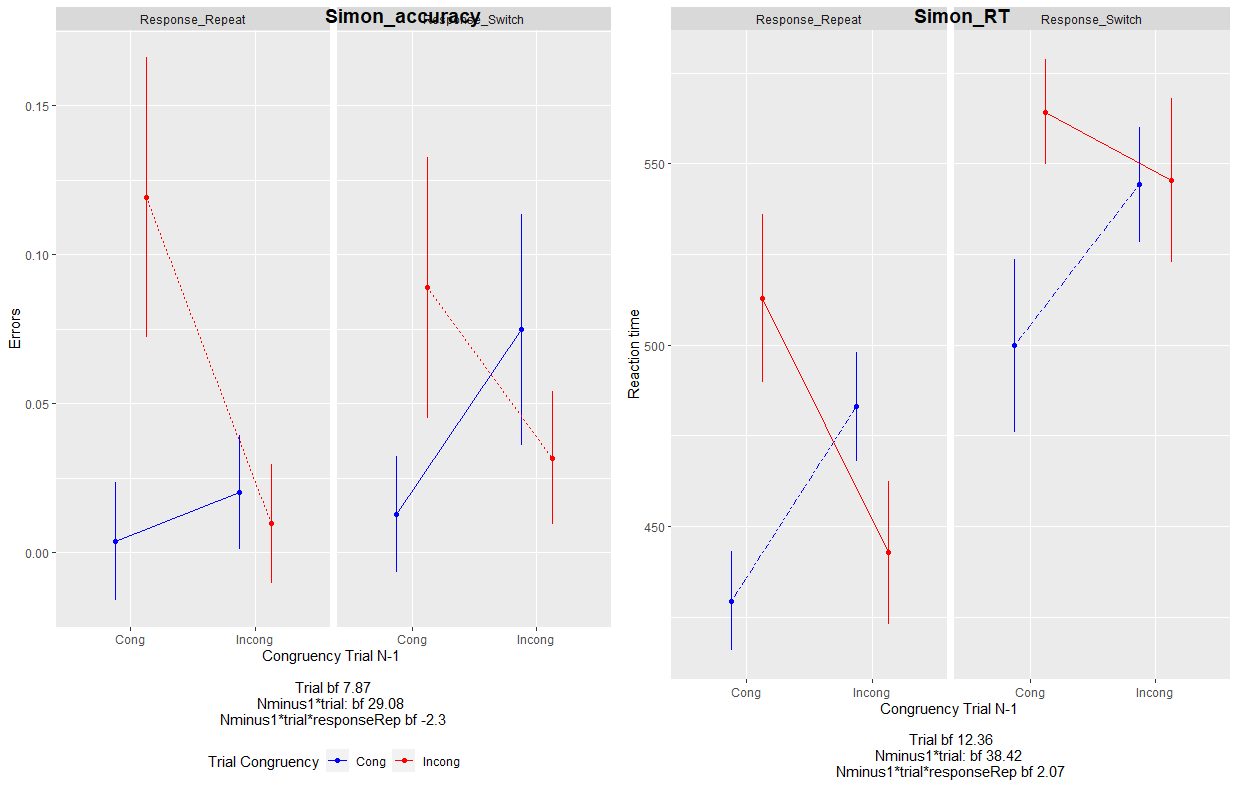 Simon_accuracy
Response_Repeat
Response_Switch
Errors
0.15
0.10
0.05
0.00
Cong
Incong
Cong
Incong
Congruency Trial N-1
Trial bf 7.87
Nminus1*trial: bf 29.08
Nminus1*trial*responseRep bf -2.3
Trial Congruency
Cong
Incong
Simon_RT
Response_Repeat
Response_Switch
Reaction time
550
500
450
Cong
Incong
Cong
Incong
Congruency Trial N-1
Trial bf 12.36
Nminus1*trial: bf 38.42
Nminus1*trial*responseRep bf 2.07